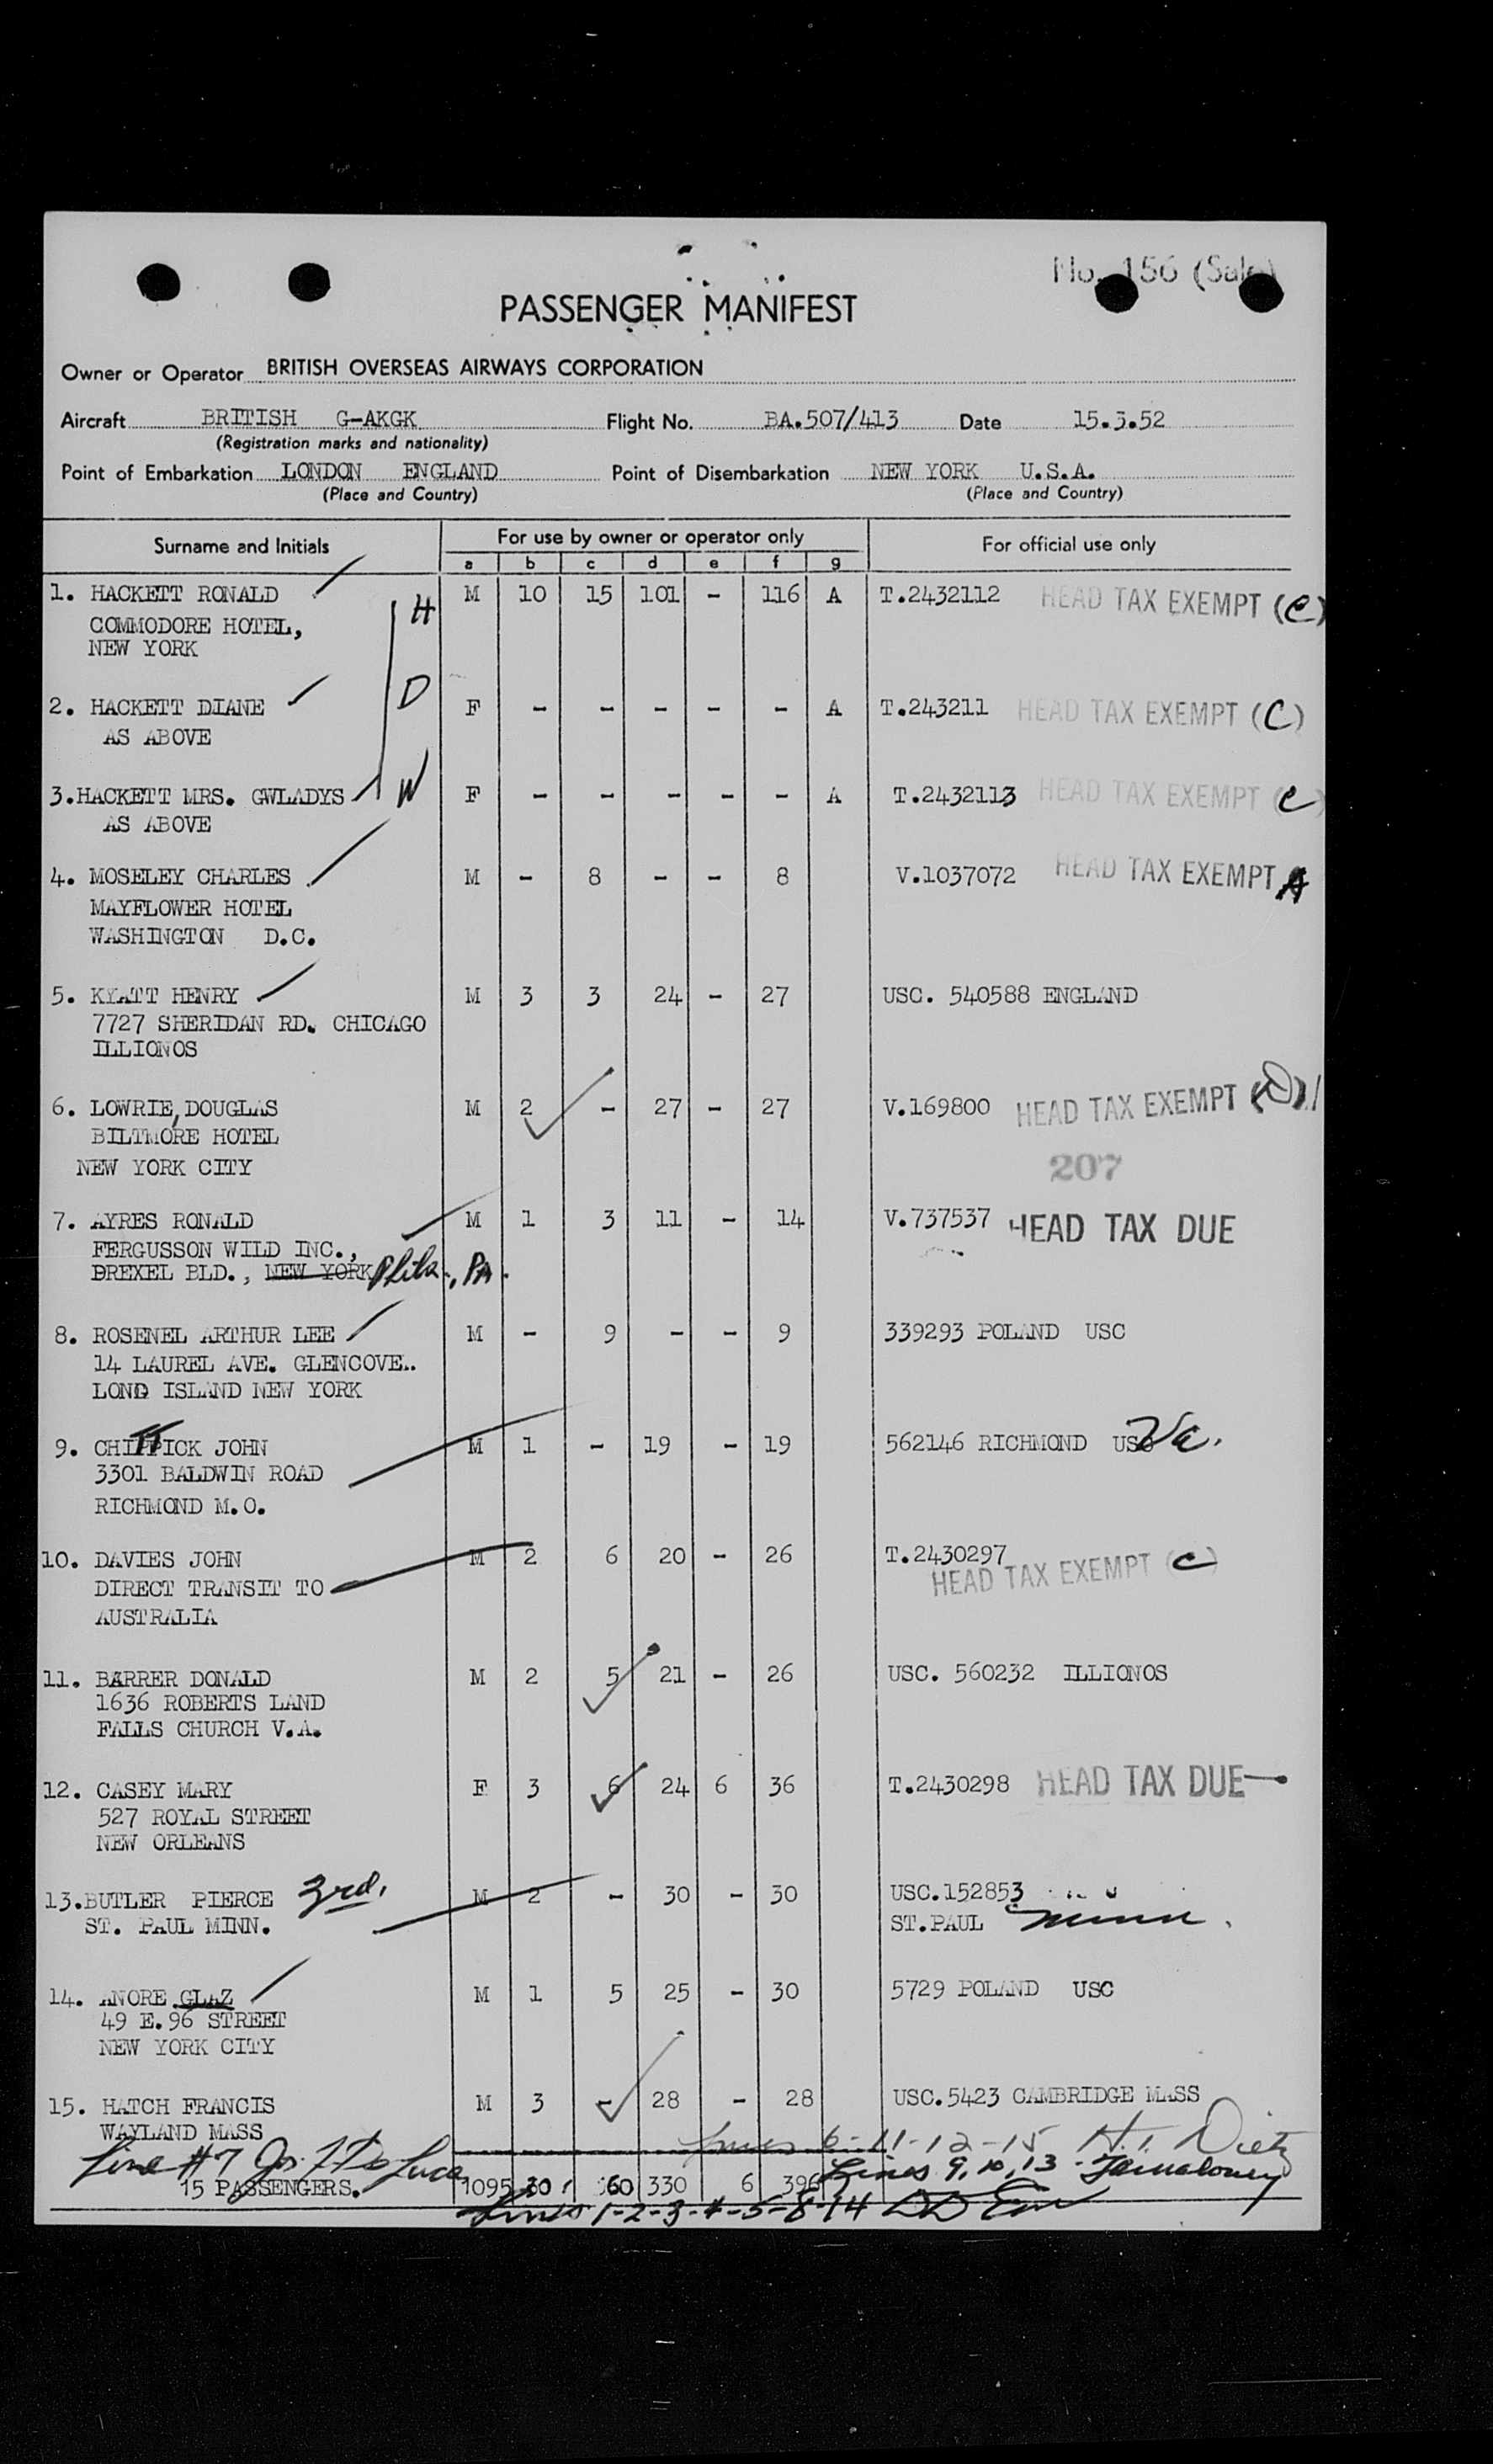 No. 156 (Sale)
PASSENGER MANIFEST
Owner or Operator BRITISH OVERSEAS AIRWAYS CORPORATION
Aircraft BRITISH G-AKGK Flight No. BA.507/413 Date 15.3.52
(Registration marks and nationality)
Point of Embarkation LONDON ENGLAND Point of Disembarkation NEW YORK U.S.A.
(Place and Country) (Place and Country)
Surname and Initials For use by owner or operator only For official use only
a b c d e f g
1. HACKETT RONALD H M 10 15 101 - 116 A T.2432112 HEAD TAX EXEMPT (C)
COMMODORE HOTEL,
NEW YORK
2. HACKETT DIANE D F - - - - - A T.243211 HEAD TAX EXEMPT (C)
AS ABOVE
3.HACKETT MRS. GWLADYS W F - - - - - A T.2432113 HEAD TAX EXEMPT (C)
AS ABOVE
4. MOSELEY CHARLES M - 8 - - 8 V.1037072 HEAD TAX EXEMPT A
MAYFLOWER HOTEL
WASHINGTON D.C.
5. KYATT HENRY M 3 3 24 - 27 USC. 540588 ENGLAND
7727 SHERIDAN RD. CHICAGO
ILLIONOS
6. LOWRIE, DOUGLAS M 2 - 27 - 27 V.169800 HEAD TAX EXEMPT (D)
BILTMORE HOTEL
NEW YORK CITY 207
7. AYRES RONALD M 1 3 11 - 14 V.737537 HEAD TAX DUE
FERGUSSON WILD INC.,
DREXEL BLD., NEW YORK Phila., PA.
8. ROSENEL ARTHUR LEE M - 9 - - 9 339293 POLAND USC
14 LAUREL AVE. GLENCOVE..
LONG ISLAND NEW YORK
9. CHITTICK JOHN M 1 - 19 - 19 562146 RICHMOND USC Va.
3301 BALDWIN ROAD
RICHMOND M.O.
10. DAVIES JOHN M 2 6 20 - 26 T.2430297
DIRECT TRANSIT TO HEAD TAX EXEMPT (C)
AUSTRALIA
11. BARRER DONALD M 2 5 21 - 26 USC. 560232 ILLIONOS
1636 ROBERTS LAND
FALLS CHURCH V.A.
12. CASEY MARY F 3 6 24 6 36 T.2430298 HEAD TAX DUE
527 ROYAL STREET
NEW ORLEANS
13.BUTLER PIERCE 3rd. M 2 - 30 - 30 USC.152853
ST. PAUL MINN. ST.PAUL Minn.
14. ANORE GLAZ M 1 5 25 - 30 5729 POLAND USC
49 E.96 STREET
NEW YORK CITY
15. HATCH FRANCIS M 3 - 28 - 28 USC.5423 CAMBRIDGE MASS
WAYLAND MASS
Lines 6-11-12-15 H. Dietz
Line #7 Jos. F. De Luca Lines 9, 10, 13 -
15 PASSENGERS. 1095 30 60 330 6 396
Lines 1-2-3-4-5-8-14